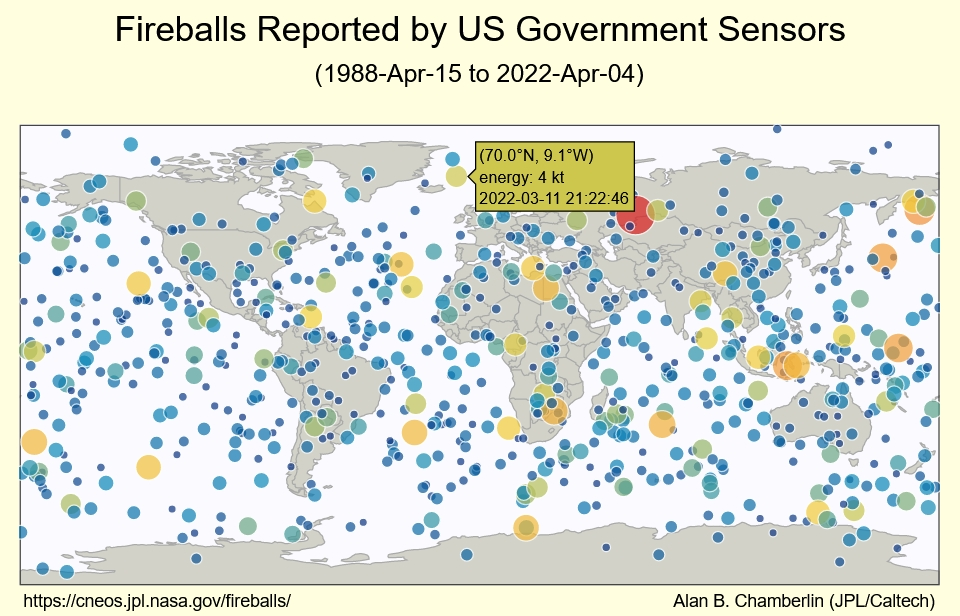 Fireballs Reported by US Government Sensors
(1988-Apr-15 to 2022-Apr-04)
(70.0°N, 9.1°W)
energy: 4 kt
2022-03-11 21:22:46
https://cneos.jpl.nasa.gov/fireballs/
Alan B. Chamberlin (JPL/Caltech)